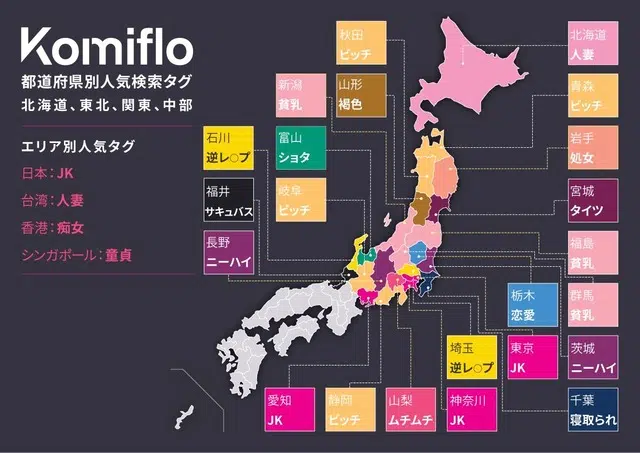 Komiflo
都道府県別人気検索タグ
北海道、東北、関東、中部
エリア別人気タグ
日本：JK
台湾：人妻
香港：痴女
シンガポール：童貞
秋田
ビッチ
北海道
人妻
新潟
貧乳
山形
褐色
青森
ビッチ
石川
逆レ○プ
富山
ショタ
岩手
処女
福井
サキュバス
岐阜
ビッチ
宮城
タイツ
長野
ニーハイ
福島
貧乳
栃木
恋愛
群馬
貧乳
埼玉
逆レ○プ
東京
JK
茨城
ニーハイ
愛知
JK
静岡
ビッチ
山梨
ムチムチ
神奈川
JK
千葉
寝取られ